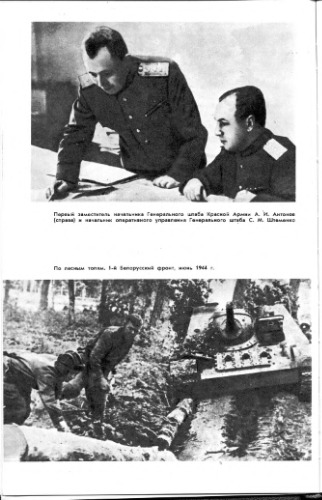 Первый заместитель начальника Генерального штаба Красной Армии А. И. Антонов
(справа) и начальник оперативного управления Генерального штаба С. М. Штеменко
По лесным топям. 1-й Белорусский фронт, июнь 1944 г.